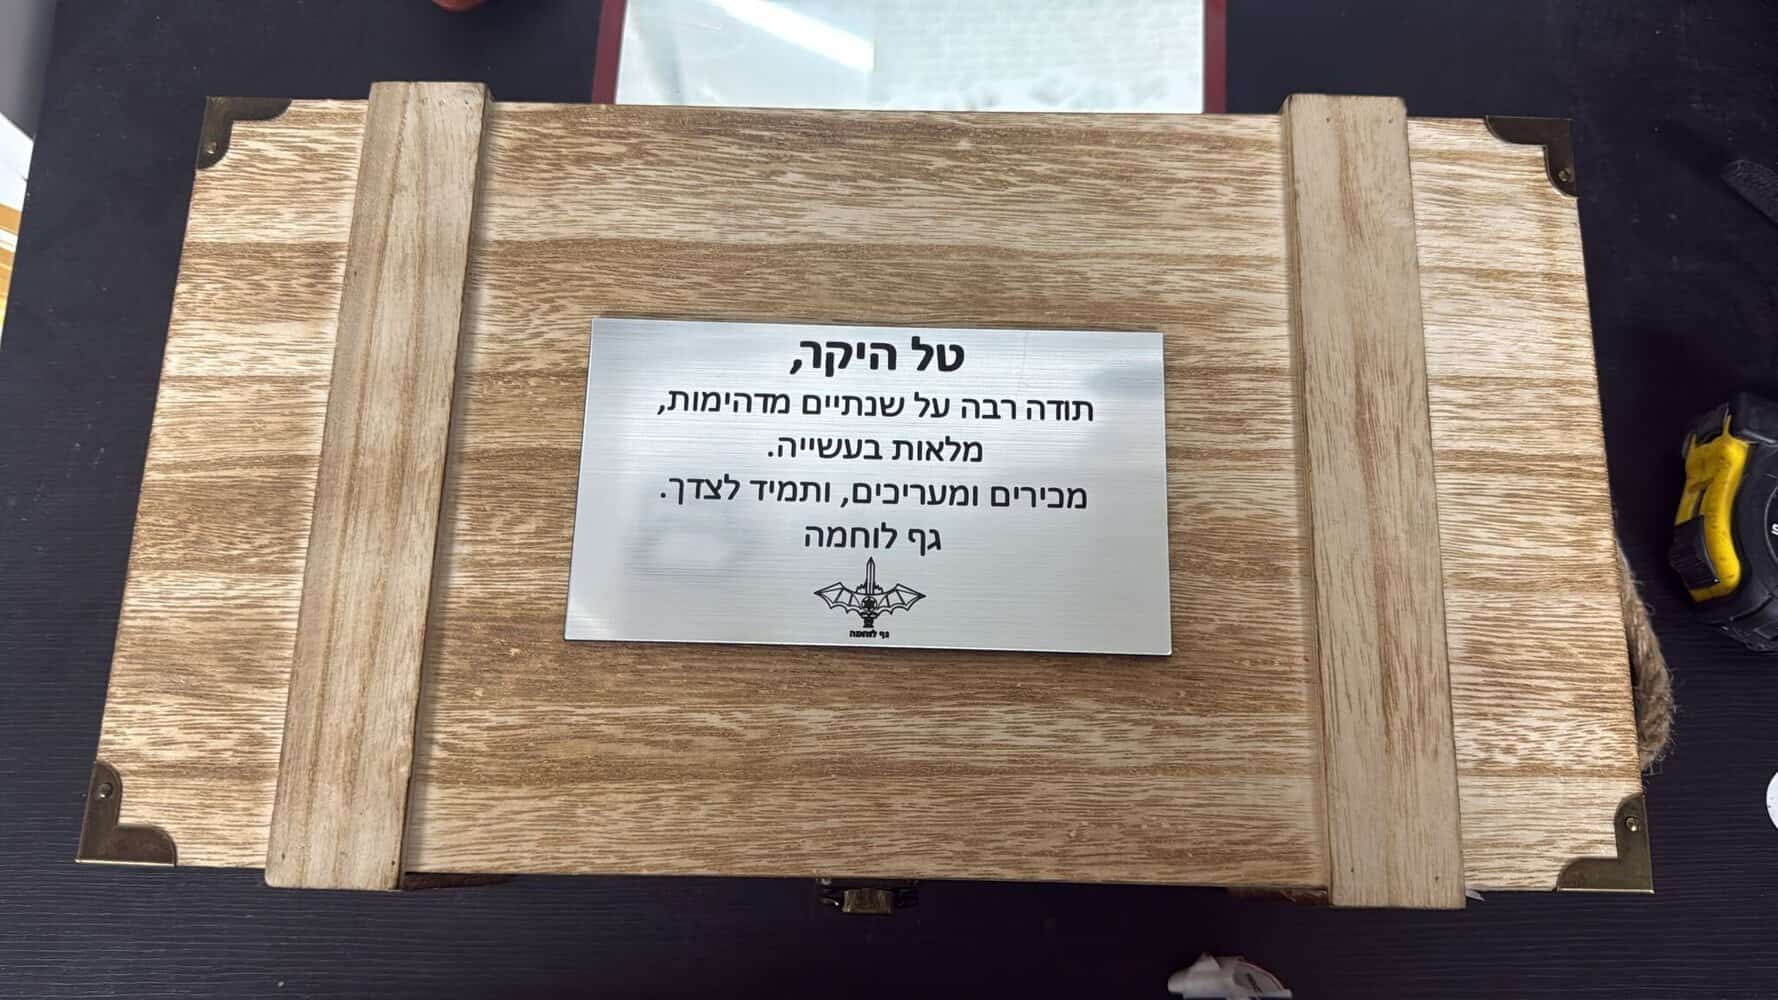 טל היקר,
תודה רבה על שנתיים מדהימות,
מלאות בעשייה.
מכירים ומעריכים, ותמיד לצדך.
גף לוחמה
גף לוחמה